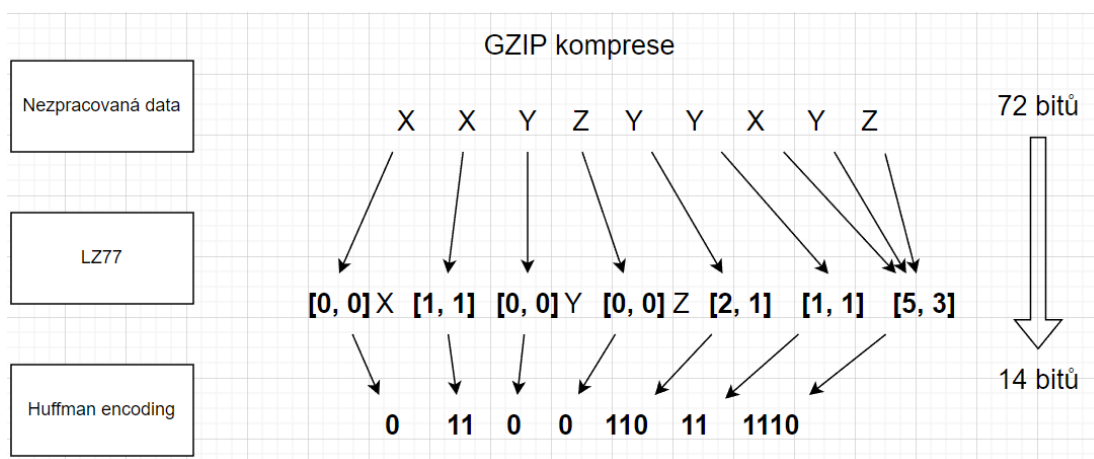 GZIP komprese
Nezpracovaná data
X X Y Z Y Y X Y Z
72 bitů
LZ77
[0, 0] X [1, 1] [0, 0] Y [0, 0] Z [2, 1] [1, 1] [5, 3]
14 bitů
Huffman encoding
0 11 0 0 110 11 1110